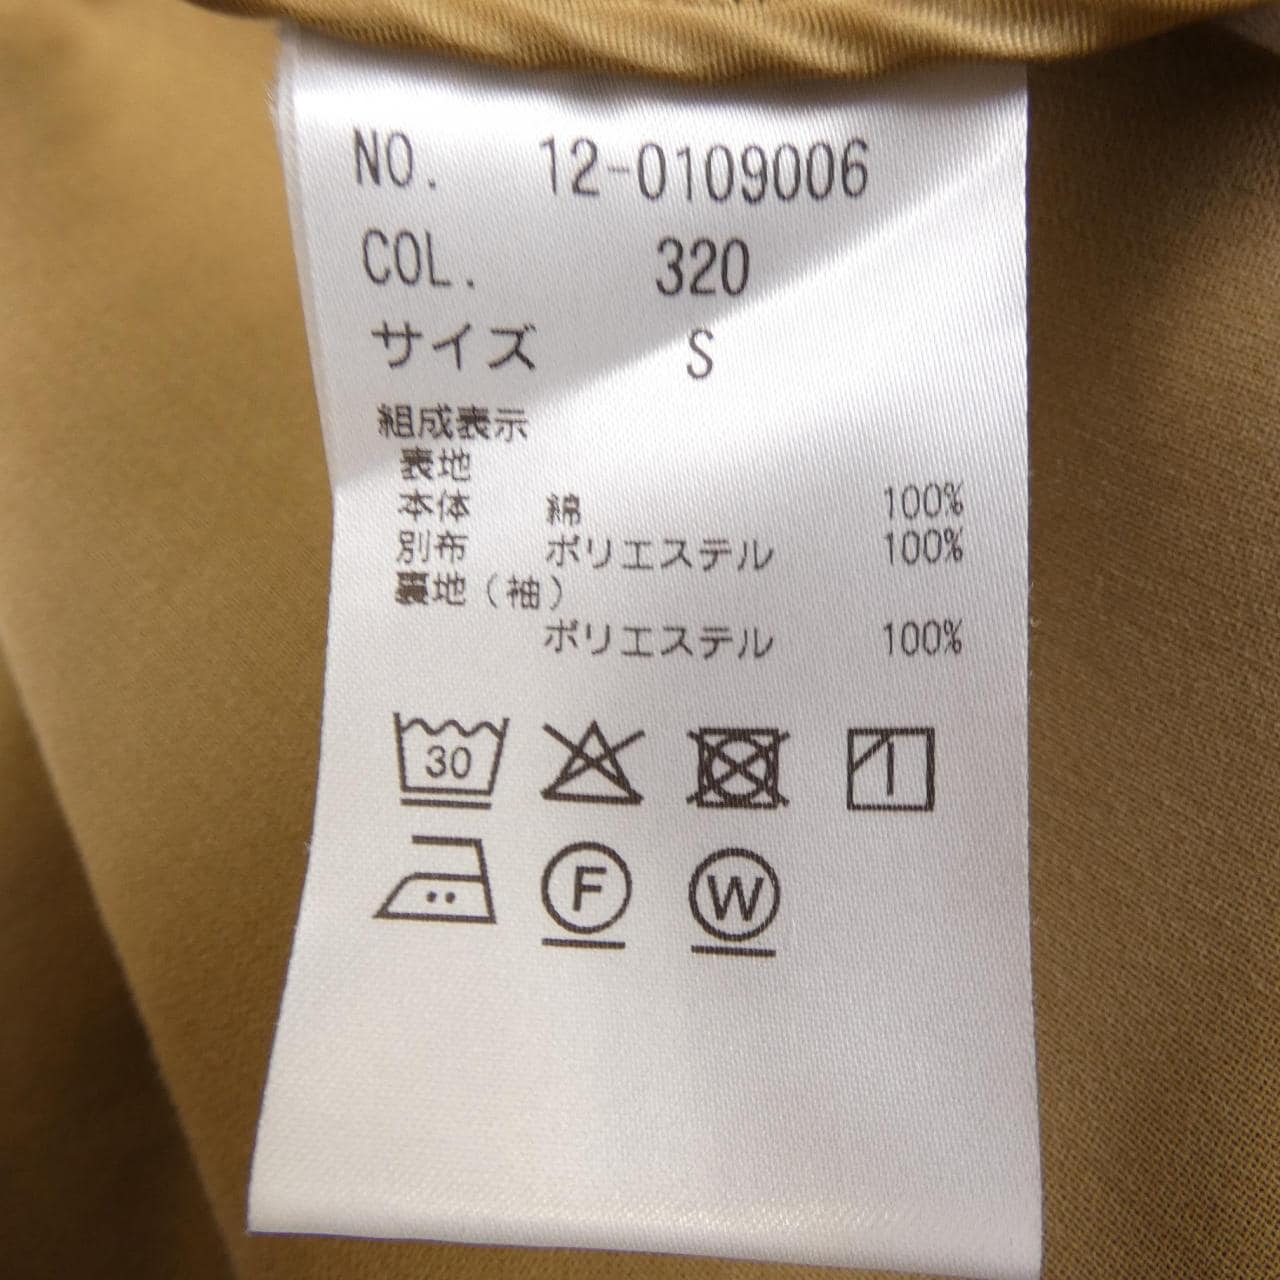 NO. 12-0109006
COL. 320
サイズ S
組成表示
表地
本体 綿 100%
別布 ポリエステル 100%
裏地(袖)
ポリエステル 100%
30
F W